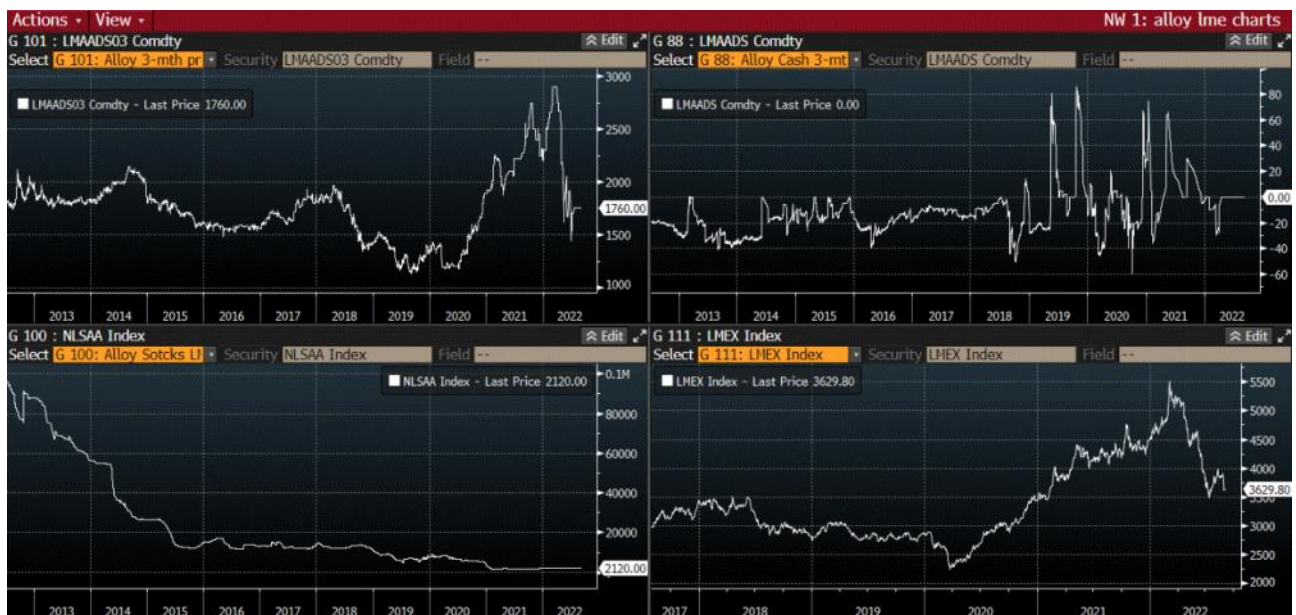 Actions View NW 1: alloy lme charts
G 101 : LMAADS03 Comdty Edit
Select G 101: Alloy 3-mth pr Security LMAADS03 Comdty Field --
LMAADS03 Comdty - Last Price 1760.00
3000
2500
2000
1760.00
1500
1000
2013 2014 2015 2016 2017 2018 2019 2020 2021 2022
G 88 : LMAADS Comdty Edit
Select G 88: Alloy Cash 3-mt Security LMAADS Comdty Field --
LMAADS Comdty - Last Price 0.00
80
60
40
20
0.00
-20
-40
-60
2013 2014 2015 2016 2017 2018 2019 2020 2021 2022
G 100 : NLSAA Index Edit
Select G 100: Alloy Sotcks LM Security NLSAA Index Field --
NLSAA Index - Last Price 2120.00
0.1M
80000
60000
40000
20000
2120.00
2013 2014 2015 2016 2017 2018 2019 2020 2021 2022
G 111 : LMEX Index Edit
Select G 111: LMEX Index Security LMEX Index Field --
LMEX Index - Last Price 3629.80
5500
5000
4500
4000
3629.80
3500
3000
2500
2000
2017 2018 2019 2020 2021 2022